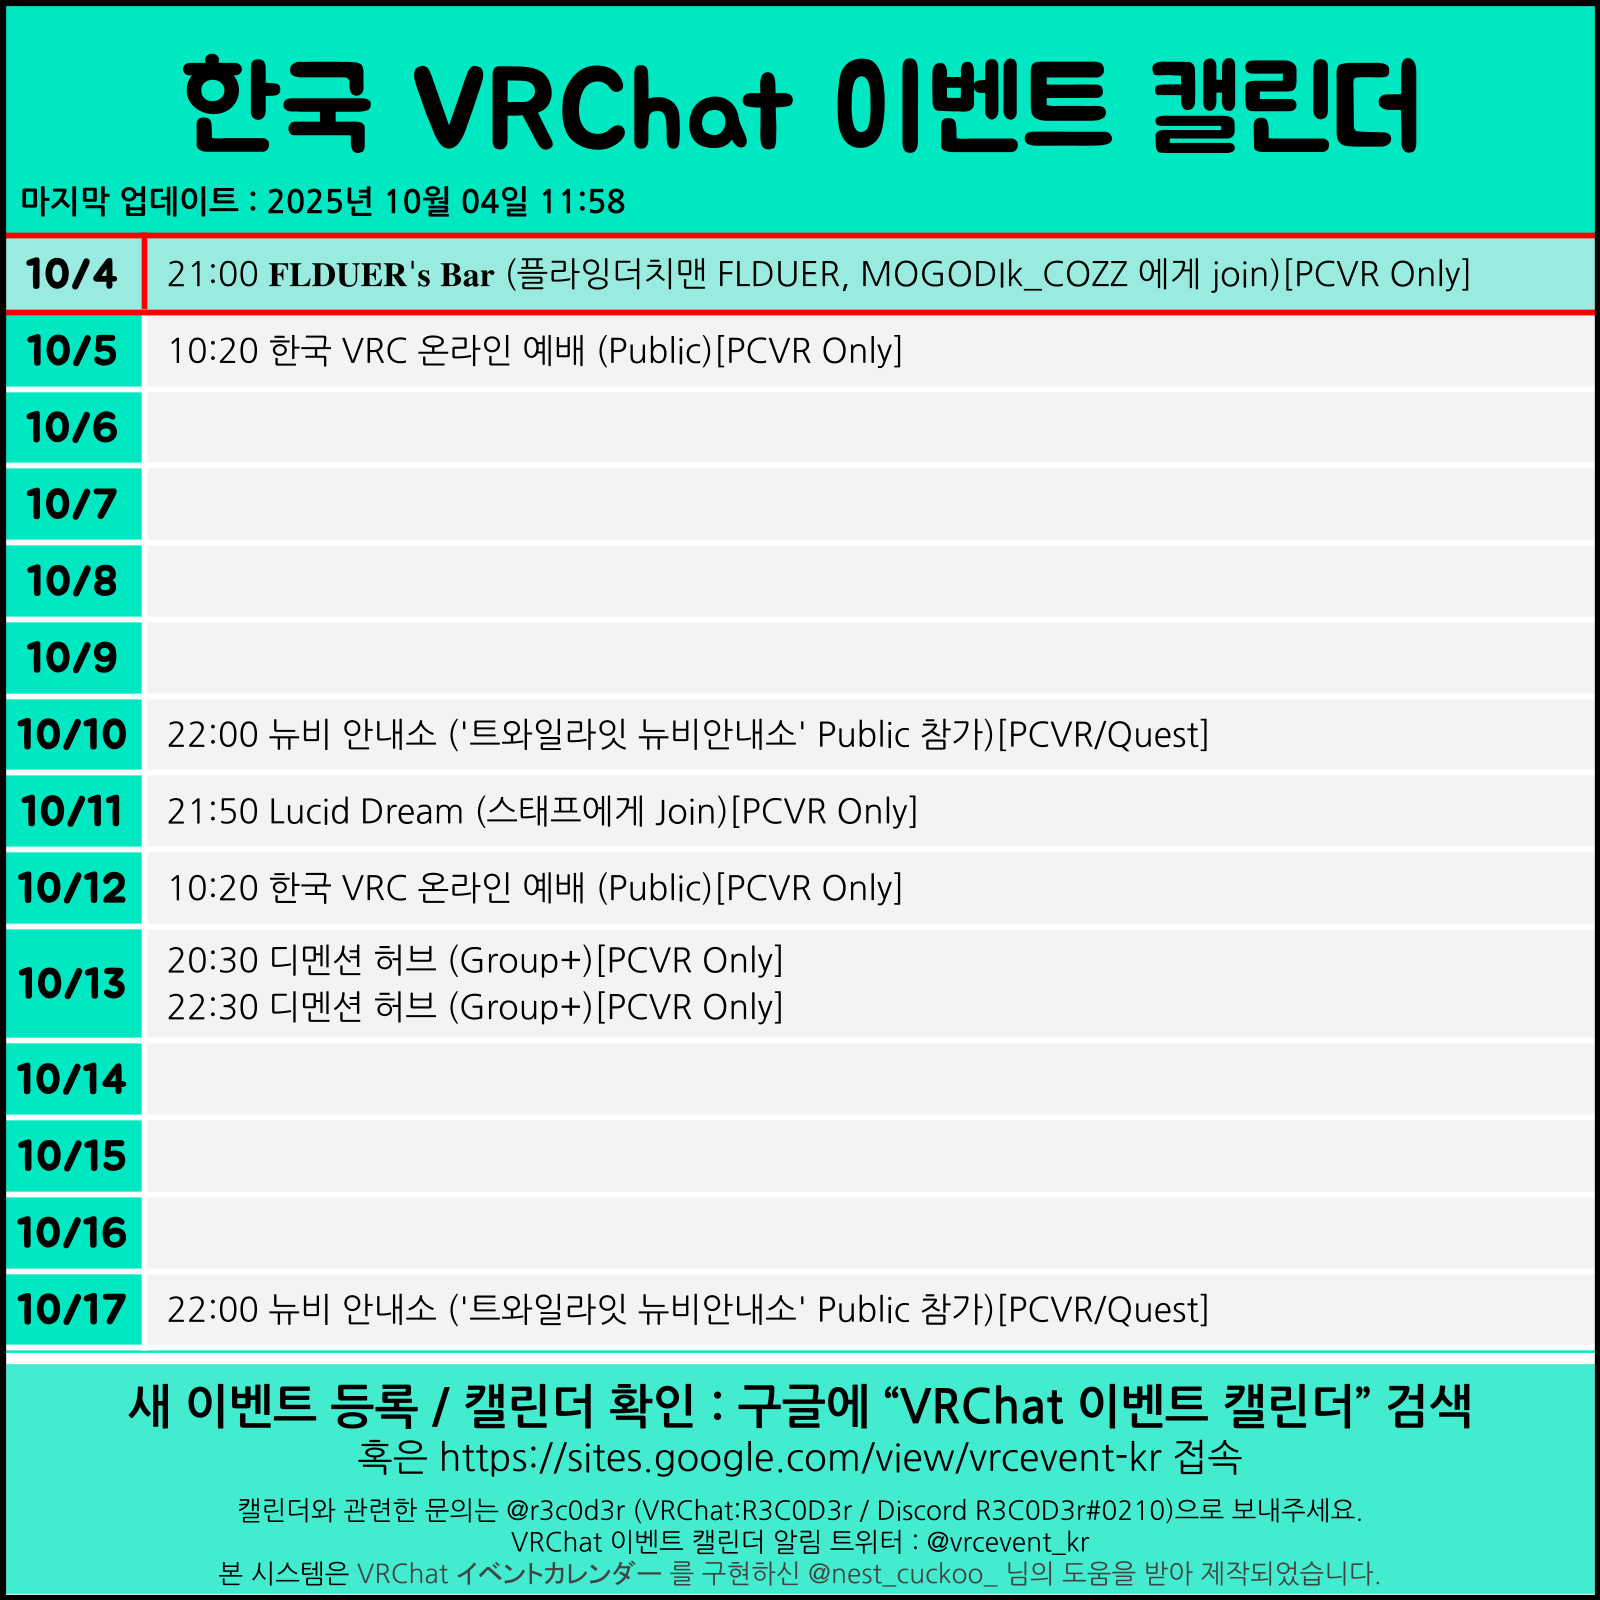 한국 VRChat 이벤트 캘린더
마지막 업데이트 : 2025년 10월 04일 11:58
10/4 21:00 FLDUER's Bar (플라잉더치맨 FLDUER, MOGODIk_COZZ 에게 join)[PCVR Only]
10/5 10:20 한국 VRC 온라인 예배 (Public)[PCVR Only]
10/6
10/7
10/8
10/9
10/10 22:00 뉴비 안내소 ('트와일라잇 뉴비안내소' Public 참가)[PCVR/Quest]
10/11 21:50 Lucid Dream (스태프에게 Join)[PCVR Only]
10/12 10:20 한국 VRC 온라인 예배 (Public)[PCVR Only]
10/13 20:30 디멘션 허브 (Group+)[PCVR Only]
22:30 디멘션 허브 (Group+)[PCVR Only]
10/14
10/15
10/16
10/17 22:00 뉴비 안내소 ('트와일라잇 뉴비안내소' Public 참가)[PCVR/Quest]
새 이벤트 등록 / 캘린더 확인 : 구글에 “VRChat 이벤트 캘린더” 검색
혹은 https://sites.google.com/view/vrcevent-kr 접속
캘린더와 관련한 문의는 @r3c0d3r (VRChat:R3C0D3r / Discord R3C0D3r#0210)으로 보내주세요.
VRChat 이벤트 캘린더 알림 트위터 : @vrcevent_kr
본 시스템은 VRChat イベントカレンダー 를 구현하신 @nest_cuckoo_ 님의 도움을 받아 제작되었습니다.